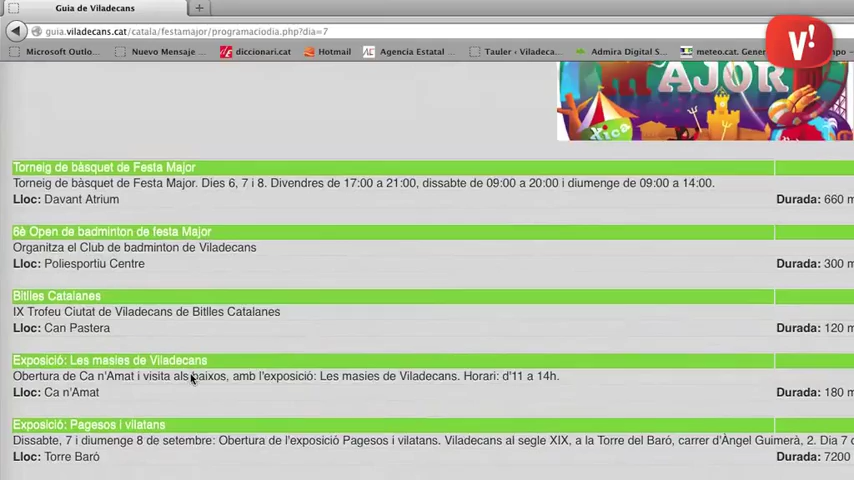 Guia de Viladecans
guia.viladecans.cat/catala/festamajor/programaciodia.php?dia=7
Microsoft Outlo... Nuevo Mensaje ... diccionari.cat Hotmail Agencia Estatal ... Tauler ‹ Viladeca... Admira Digital S... meteo.cat.
V!
MAJOR
xica
Torneig de bàsquet de Festa Major
Torneig de bàsquet de Festa Major. Dies 6, 7 i 8. Divendres de 17:00 a 21:00, dissabte de 09:00 a 20:00 i diumenge de 09:00 a 14:00.
Lloc: Davant Atrium Durada: 660 m
6è Open de badminton de festa Major
Organitza el Club de badminton de Viladecans
Lloc: Poliesportiu Centre Durada: 300 m
Bitlles Catalanes
IX Trofeu Ciutat de Viladecans de Bitlles Catalanes
Lloc: Can Pastera Durada: 120 m
Exposició: Les masies de Viladecans
Obertura de Ca n'Amat i visita als baixos, amb l'exposició: Les masies de Viladecans. Horari: d'11 a 14h.
Lloc: Ca n'Amat Durada: 180 m
Exposició: Pagesos i vilatans
Dissabte, 7 i diumenge 8 de setembre: Obertura de l'exposició Pagesos i vilatans. Viladecans al segle XIX, a la Torre del Baró, carrer d'Àngel Guimerà, 2. Dia 7
Lloc: Torre Baró Durada: 7200